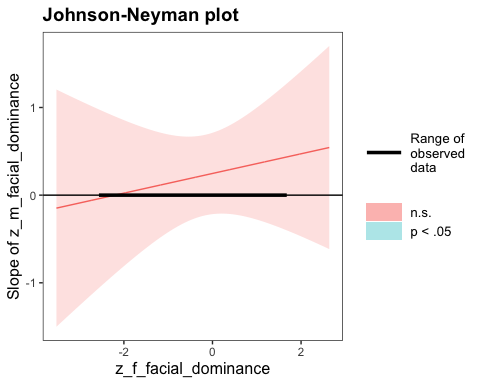 Johnson-Neyman plot
Slope of z_m_facial_dominance
1
0
-1
-2
0
2
z_f_facial_dominance
Range of
observed
data
n.s.
p < .05